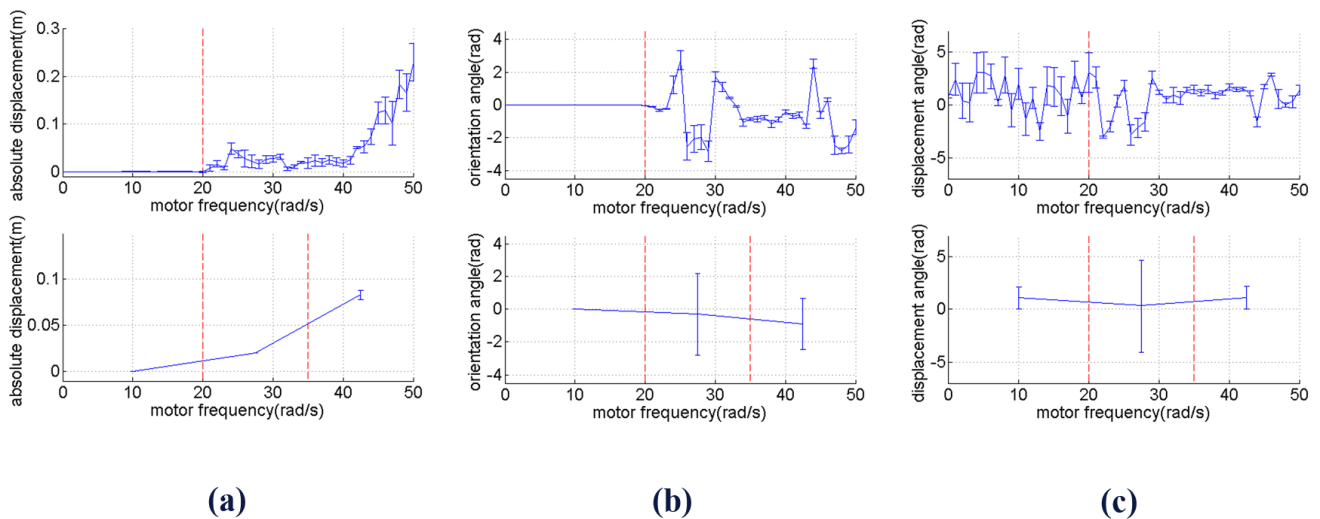 absolute displacement(m)
0.3
0.2
0.1
0
0 10 20 30 40 50
motor frequency(rad/s)
orientation angle(rad)
4
2
0
-2
-4
0 10 20 30 40 50
motor frequency(rad/s)
displacement angle(rad)
5
0
-5
0 10 20 30 40 50
motor frequency(rad/s)
absolute displacement(m)
0.1
0.05
0
0 10 20 30 40 50
motor frequency(rad/s)
orientation angle(rad)
4
2
0
-2
-4
0 10 20 30 40 50
motor frequency(rad/s)
displacement angle(rad)
5
0
-5
0 10 20 30 40 50
motor frequency(rad/s)
(a) (b) (c)